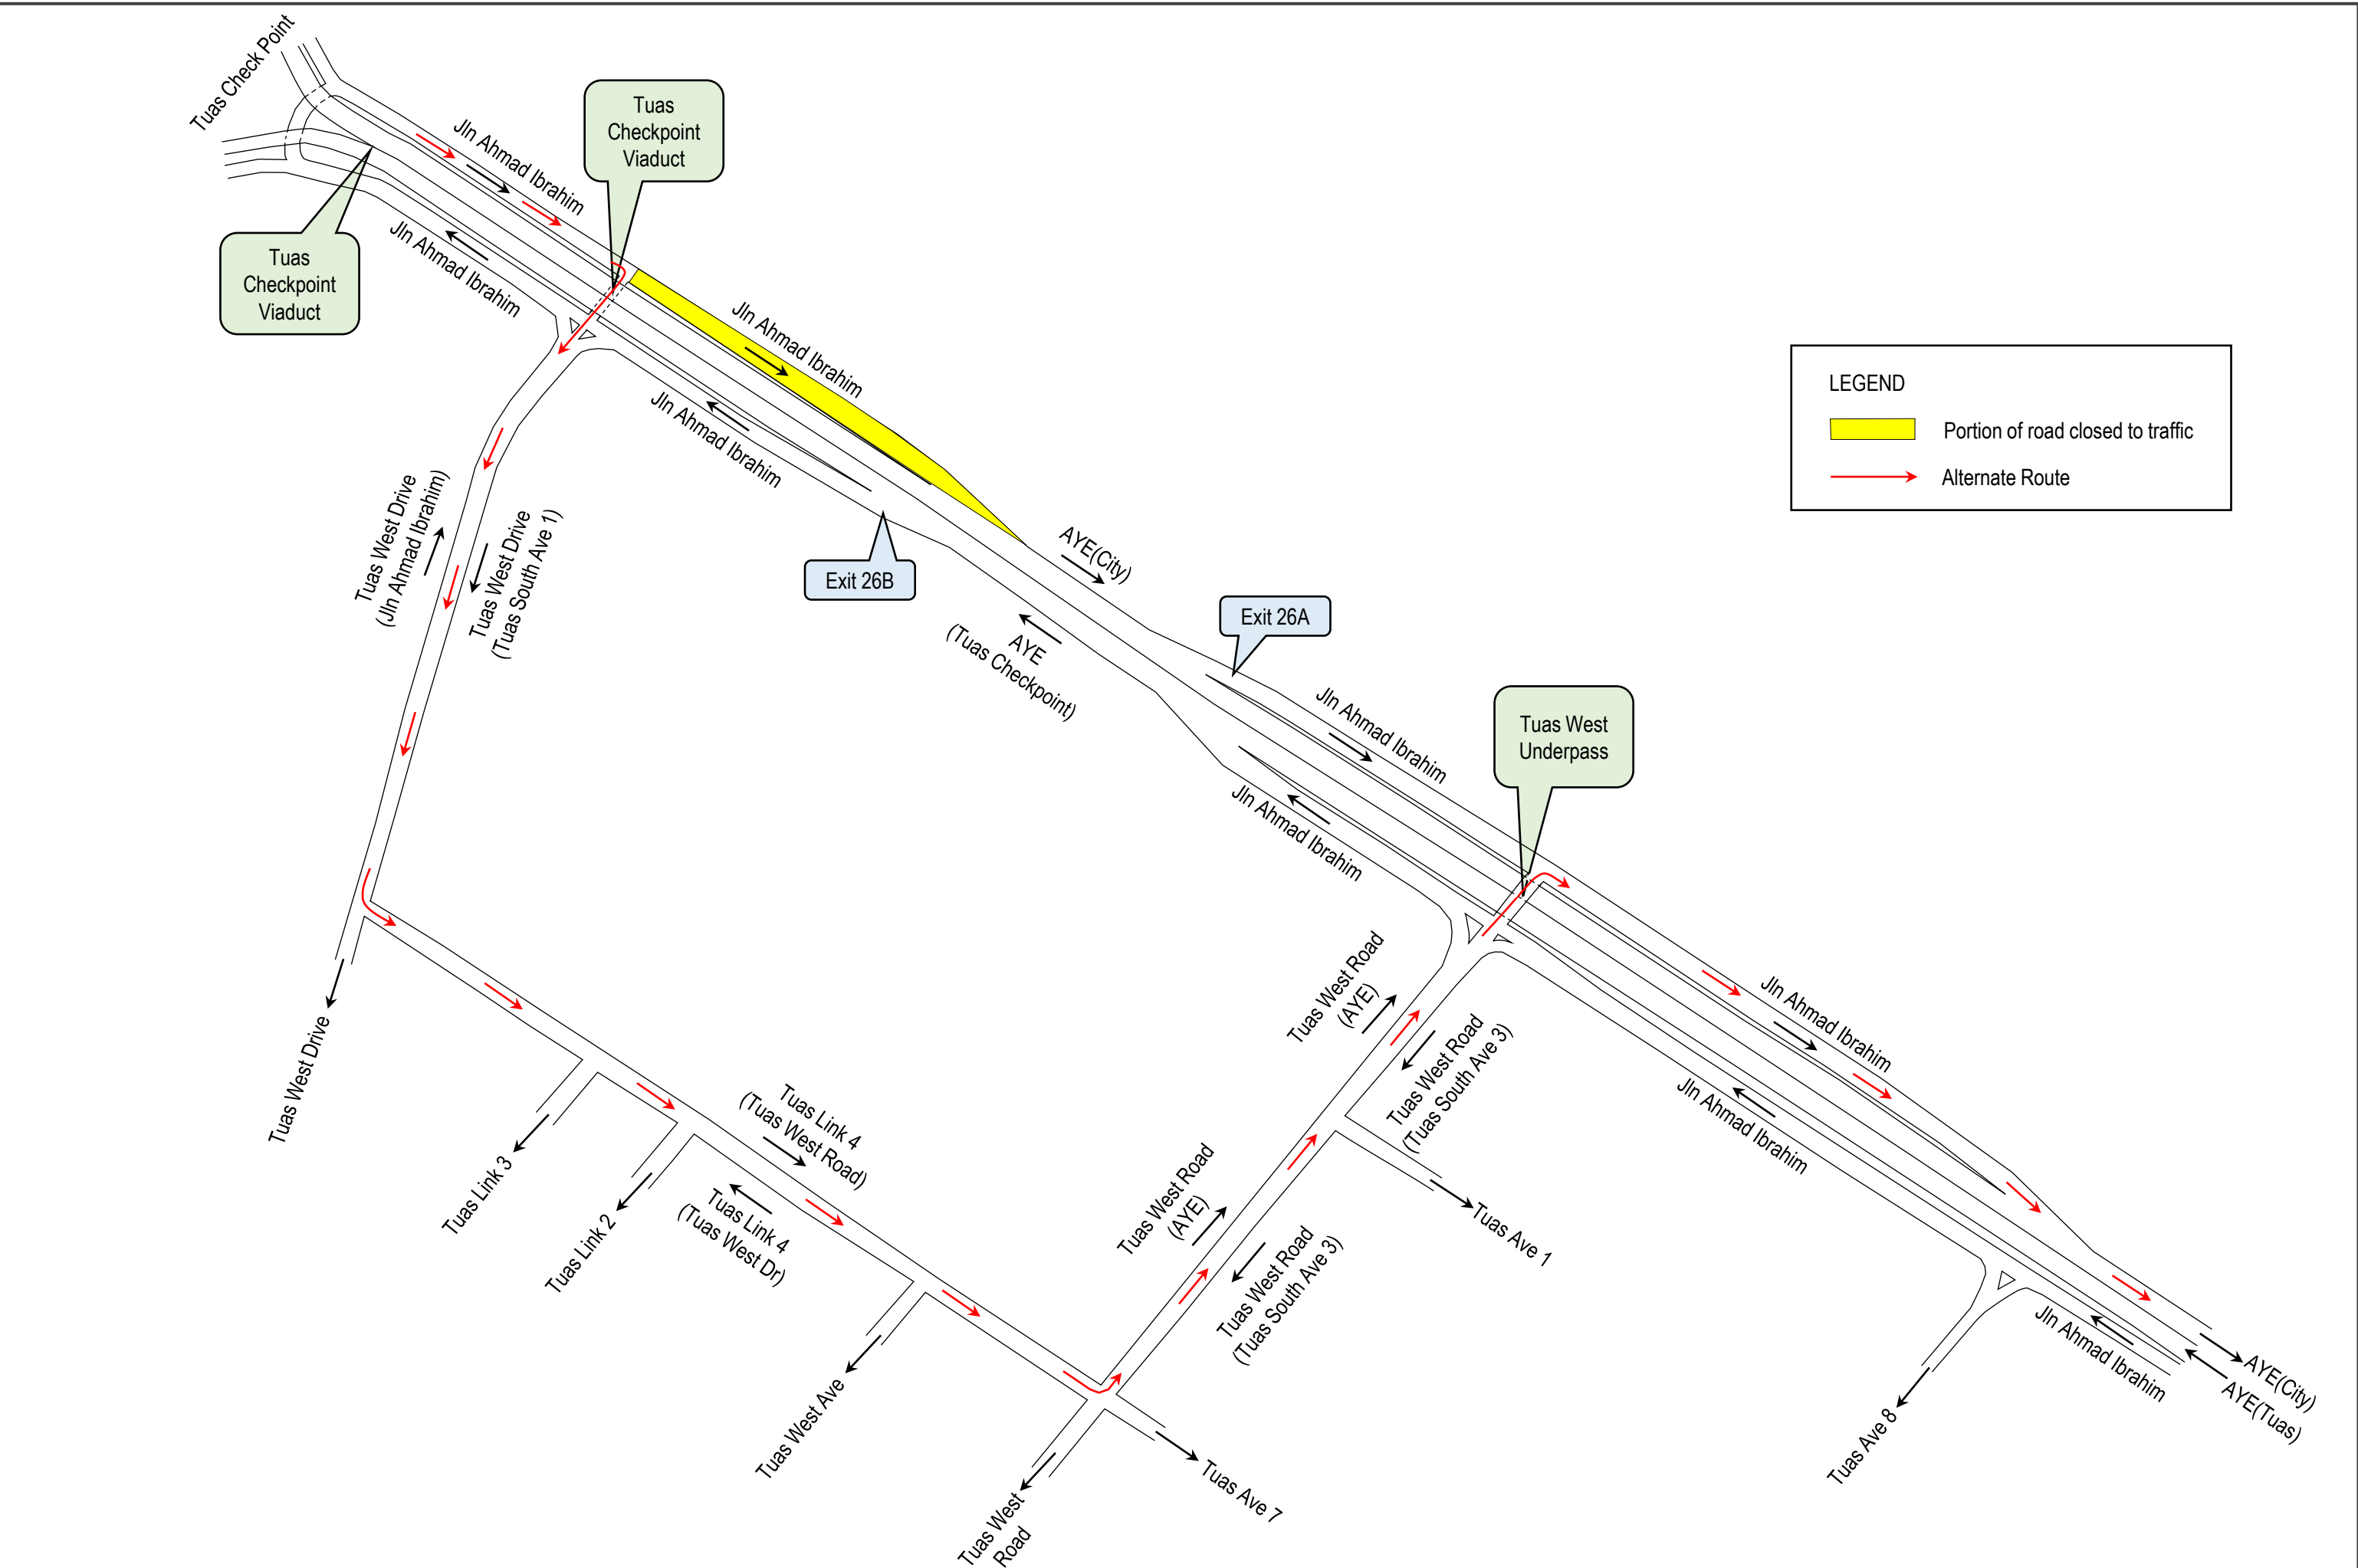 Tuas Check Point
Jln Ahmad Ibrahim
Tuas
Checkpoint
Viaduct
Tuas
Checkpoint
Viaduct
Jln Ahmad Ibrahim
Jln Ahmad Ibrahim
Jln Ahmad Ibrahim
LEGEND
Portion of road closed to traffic
Alternate Route
Tuas West Drive
(Jln Ahmad Ibrahim)
Tuas West Drive
(Tuas South Ave 1)
Exit 26B
AYE(City)
AYE
(Tuas Checkpoint)
Exit 26A
Jln Ahmad Ibrahim
Tuas West
Underpass
Jln Ahmad Ibrahim
Tuas West Road
(AYE)
Tuas West Road
(Tuas South Ave 3)
Jln Ahmad Ibrahim
Jln Ahmad Ibrahim
Tuas West Drive
Tuas Link 3
Tuas Link 2
Tuas Link 4
(Tuas West Road)
Tuas Link 4
(Tuas West Dr)
Tuas West Road
(AYE)
Tuas West Road
(Tuas South Ave 3)
Tuas Ave 1
Tuas West Ave
Tuas West
Road
Tuas Ave 7
Tuas Ave 8
Jln Ahmad Ibrahim
AYE(City)
AYE(Tuas)